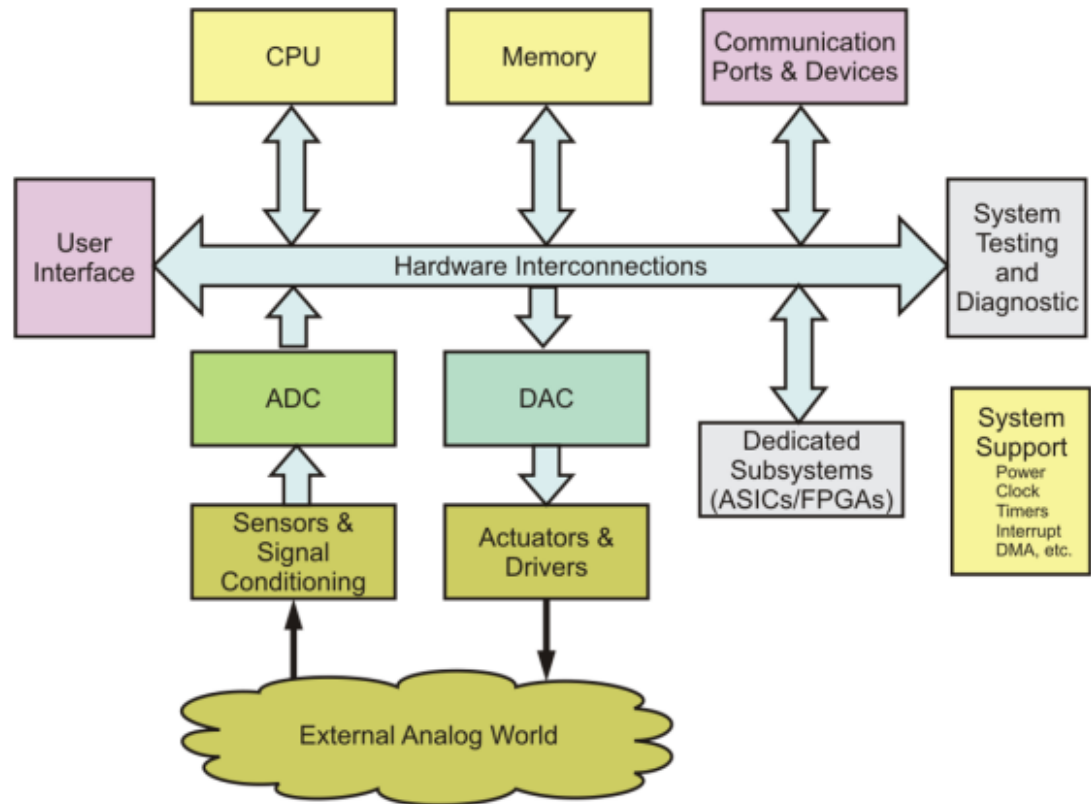 CPU
Memory
Communication
Ports & Devices
User
Interface
Hardware Interconnections
System
Testing
and
Diagnostic
ADC
DAC
Dedicated
Subsystems
(ASICs/FPGAs)
System
Support
Power
Clock
Timers
Interrupt
DMA, etc.
Sensors &
Signal
Conditioning
Actuators &
Drivers
External Analog World